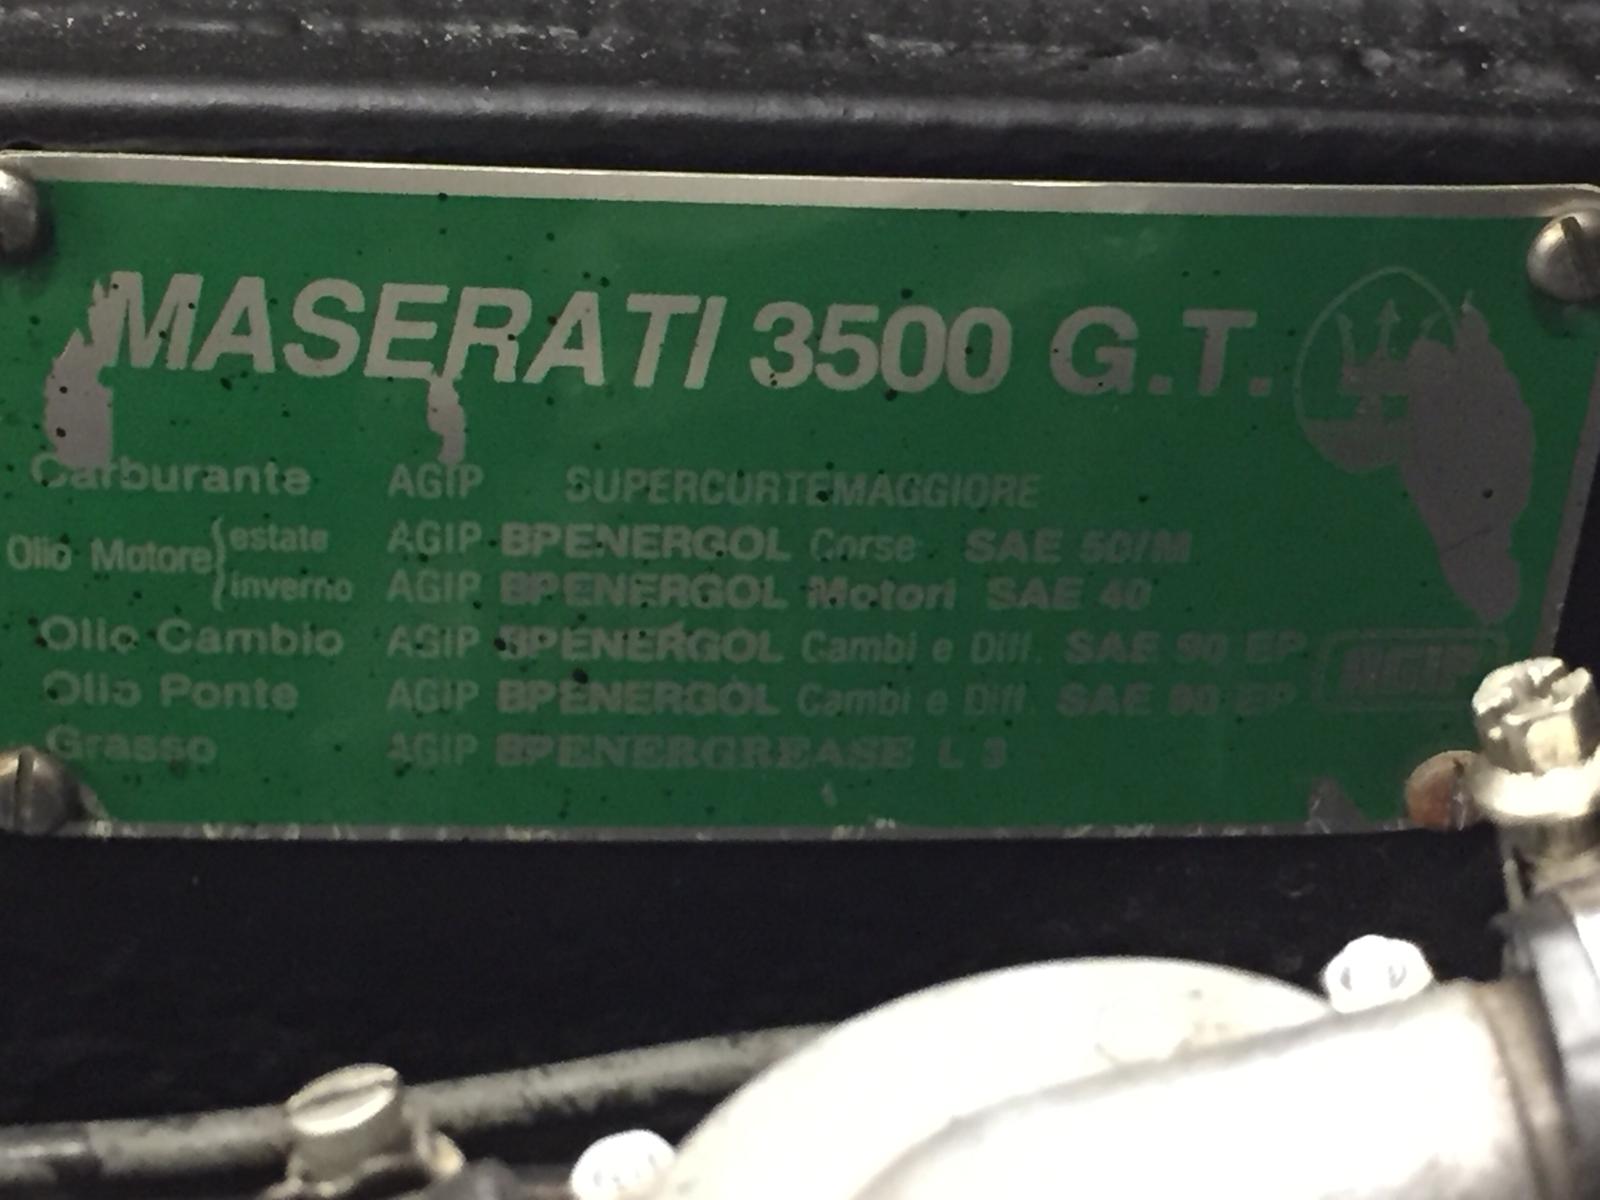 MASERATI 3500 G.T.
Carburante AGIP SUPERCORTEMAGGIORE
Olio Motore estate AGIP BPENERGOL Corse SAE 50/M
inverno AGIP BPENERGOL Motori SAE 40
Olio Cambio AGIP BPENERGOL Cambi e Diff. SAE 90 EP
Olio Ponte AGIP BPENERGOL Cambi e Diff. SAE 90 EP
AGIP
Grasso AGIP BPENERGREASE L 3